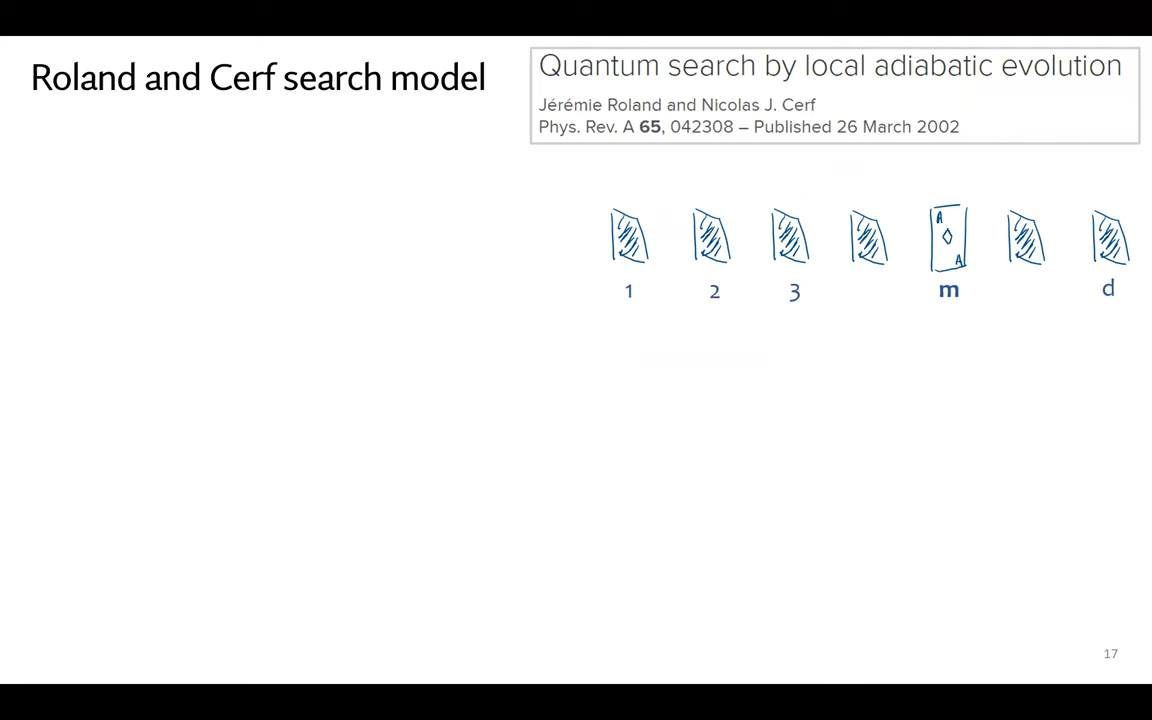 Roland and Cerf search model
Quantum search by local adiabatic evolution
Jérémie Roland and Nicolas J. Cerf
Phys. Rev. A 65, 042308 – Published 26 March 2002
A
A
1 2 3 m d
17